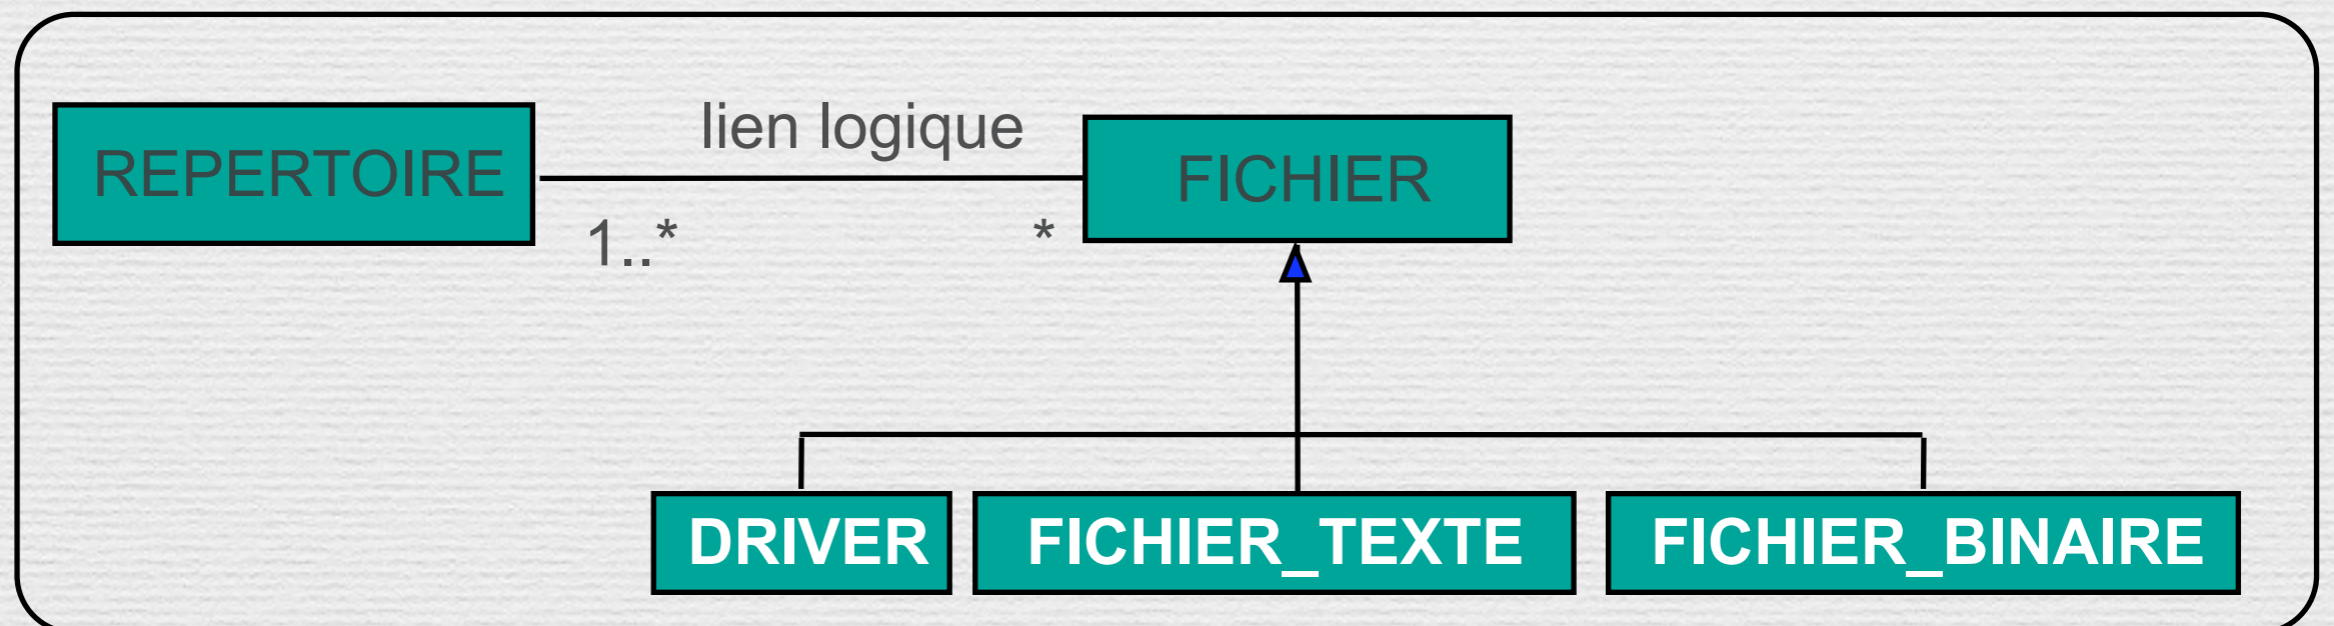 lien logique
REPERTOIRE
FICHIER
1..*
*
DRIVER
FICHIER_TEXTE
FICHIER_BINAIRE